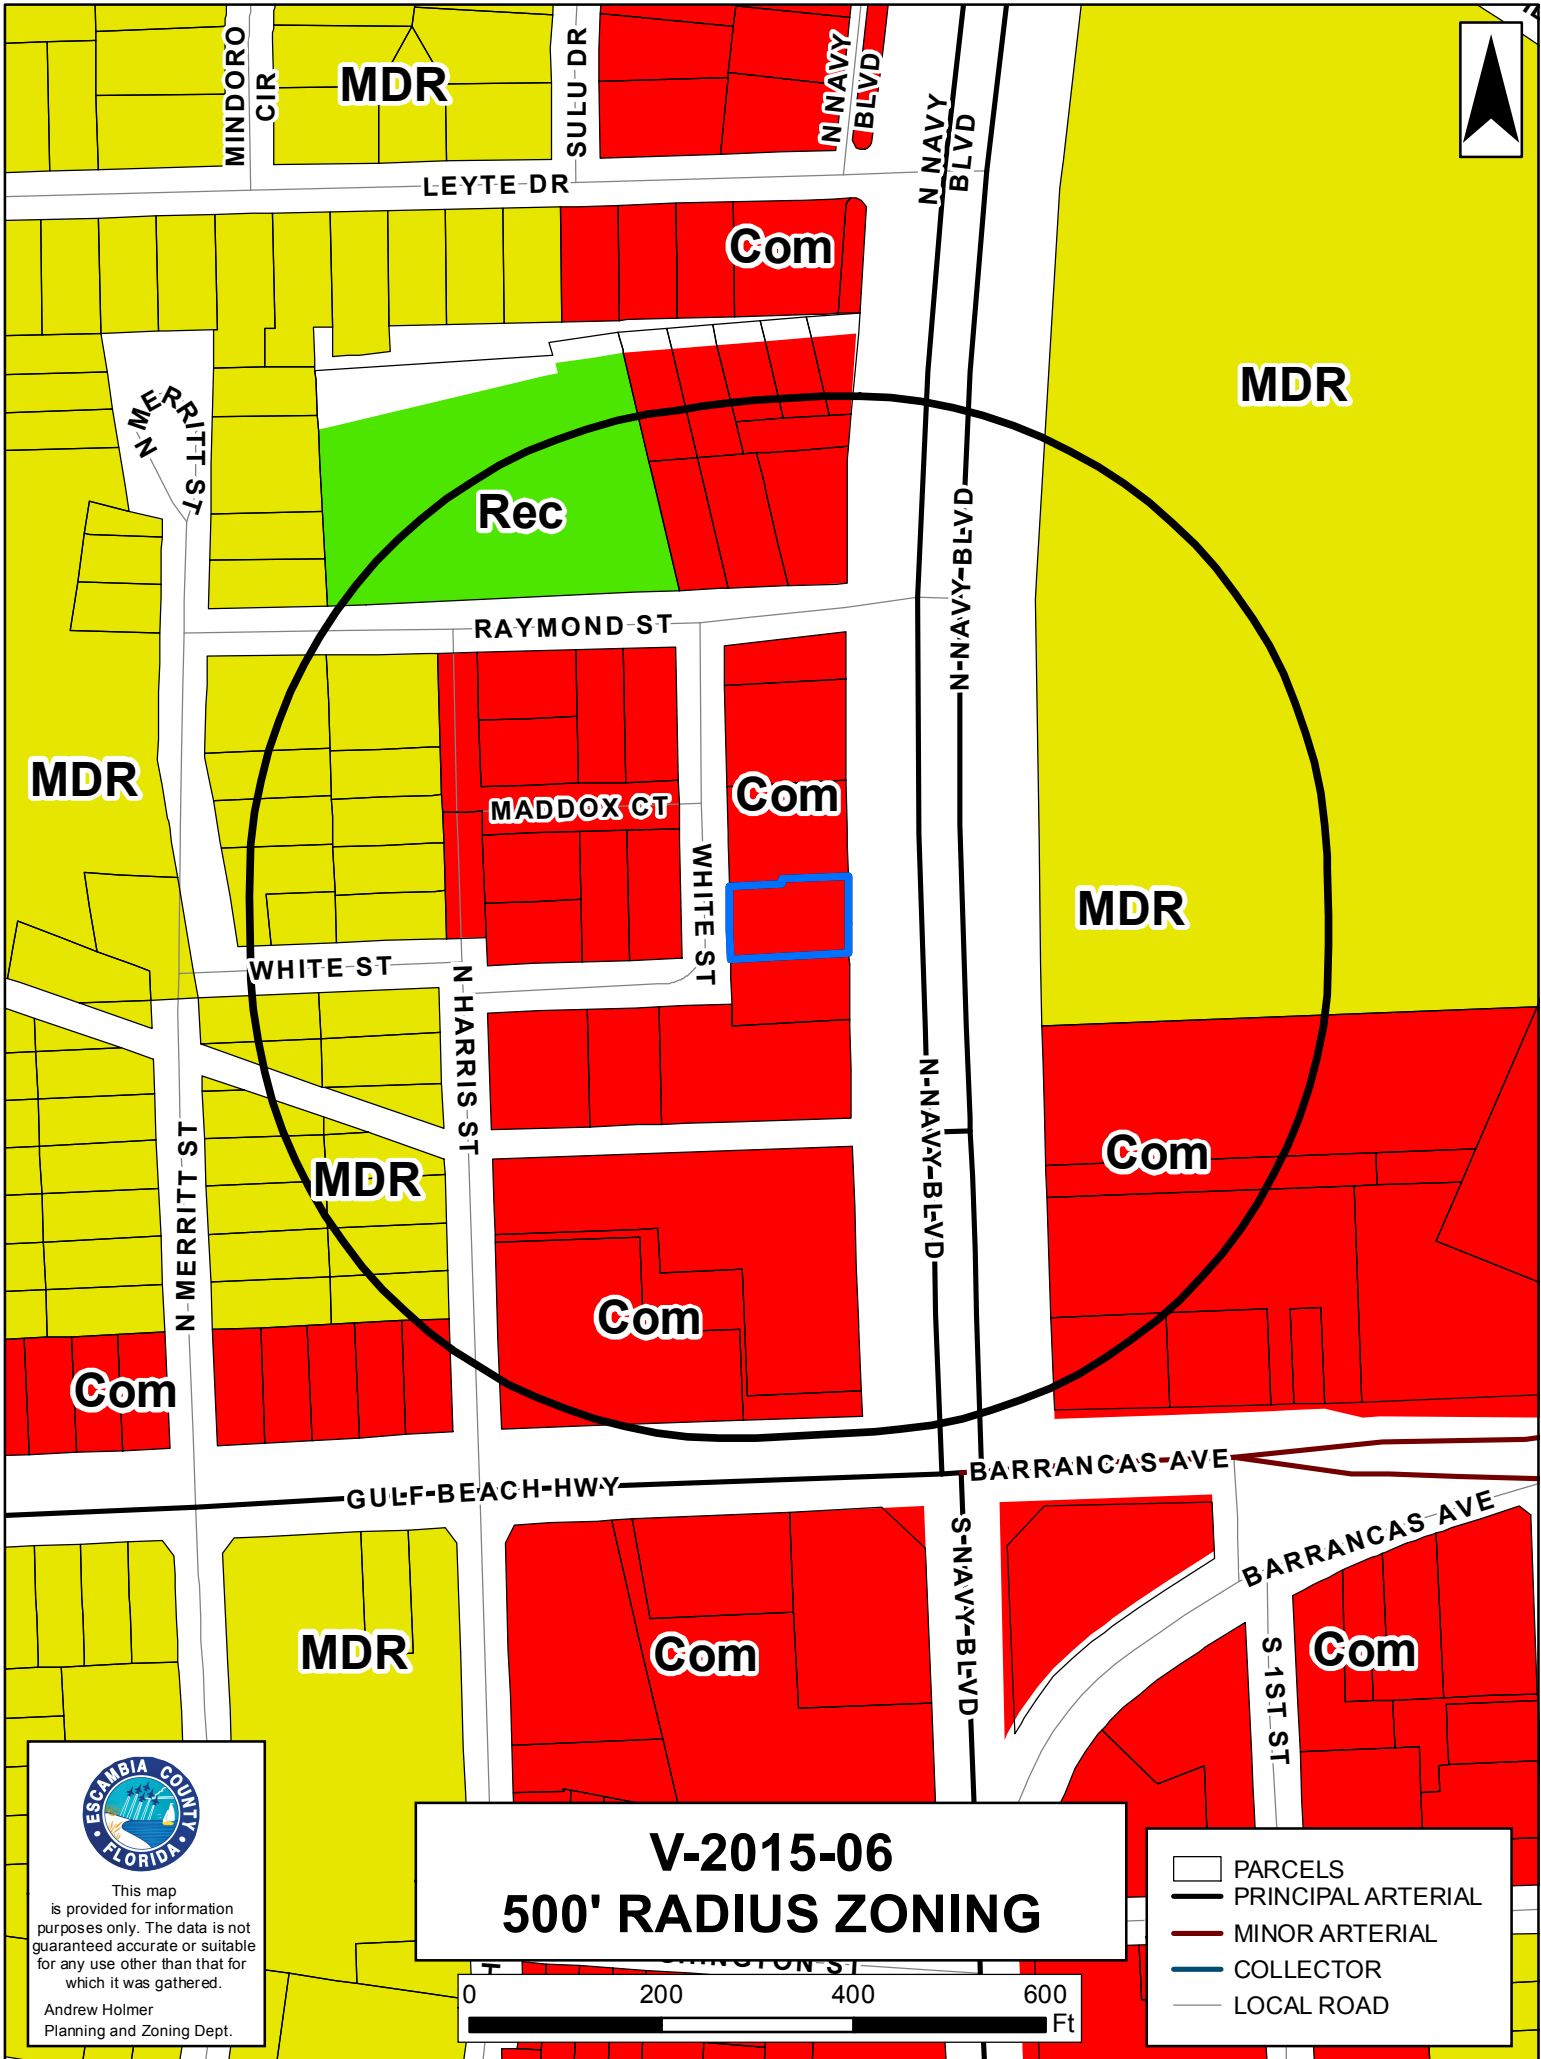 MINDORO
CIR
MDR
SULU DR
N NAVY
BLVD
N NAVY
BLVD
LEYTE DR
Com
MDR
N MERRITT ST
Rec
N NAVY BLVD
RAYMOND ST
MDR
Com
MADDOX CT
WHITE ST
MDR
WHITE ST
N HARRIS ST
N NAVY BLVD
Com
N MERRITT ST
MDR
Com
Com
BARRANCAS AVE
GULF BEACH HWY
S NAVY BLVD
BARRANCAS AVE
MDR
Com
S 1ST ST
Com
ESCAMBIA COUNTY
FLORIDA
This map
is provided for information
purposes only. The data is not
guaranteed accurate or suitable
for any use other than that for
which it was gathered.
Andrew Holmer
Planning and Zoning Dept.
V-2015-06
500' RADIUS ZONING
0 200 400 600
Ft
PARCELS
PRINCIPAL ARTERIAL
MINOR ARTERIAL
COLLECTOR
LOCAL ROAD